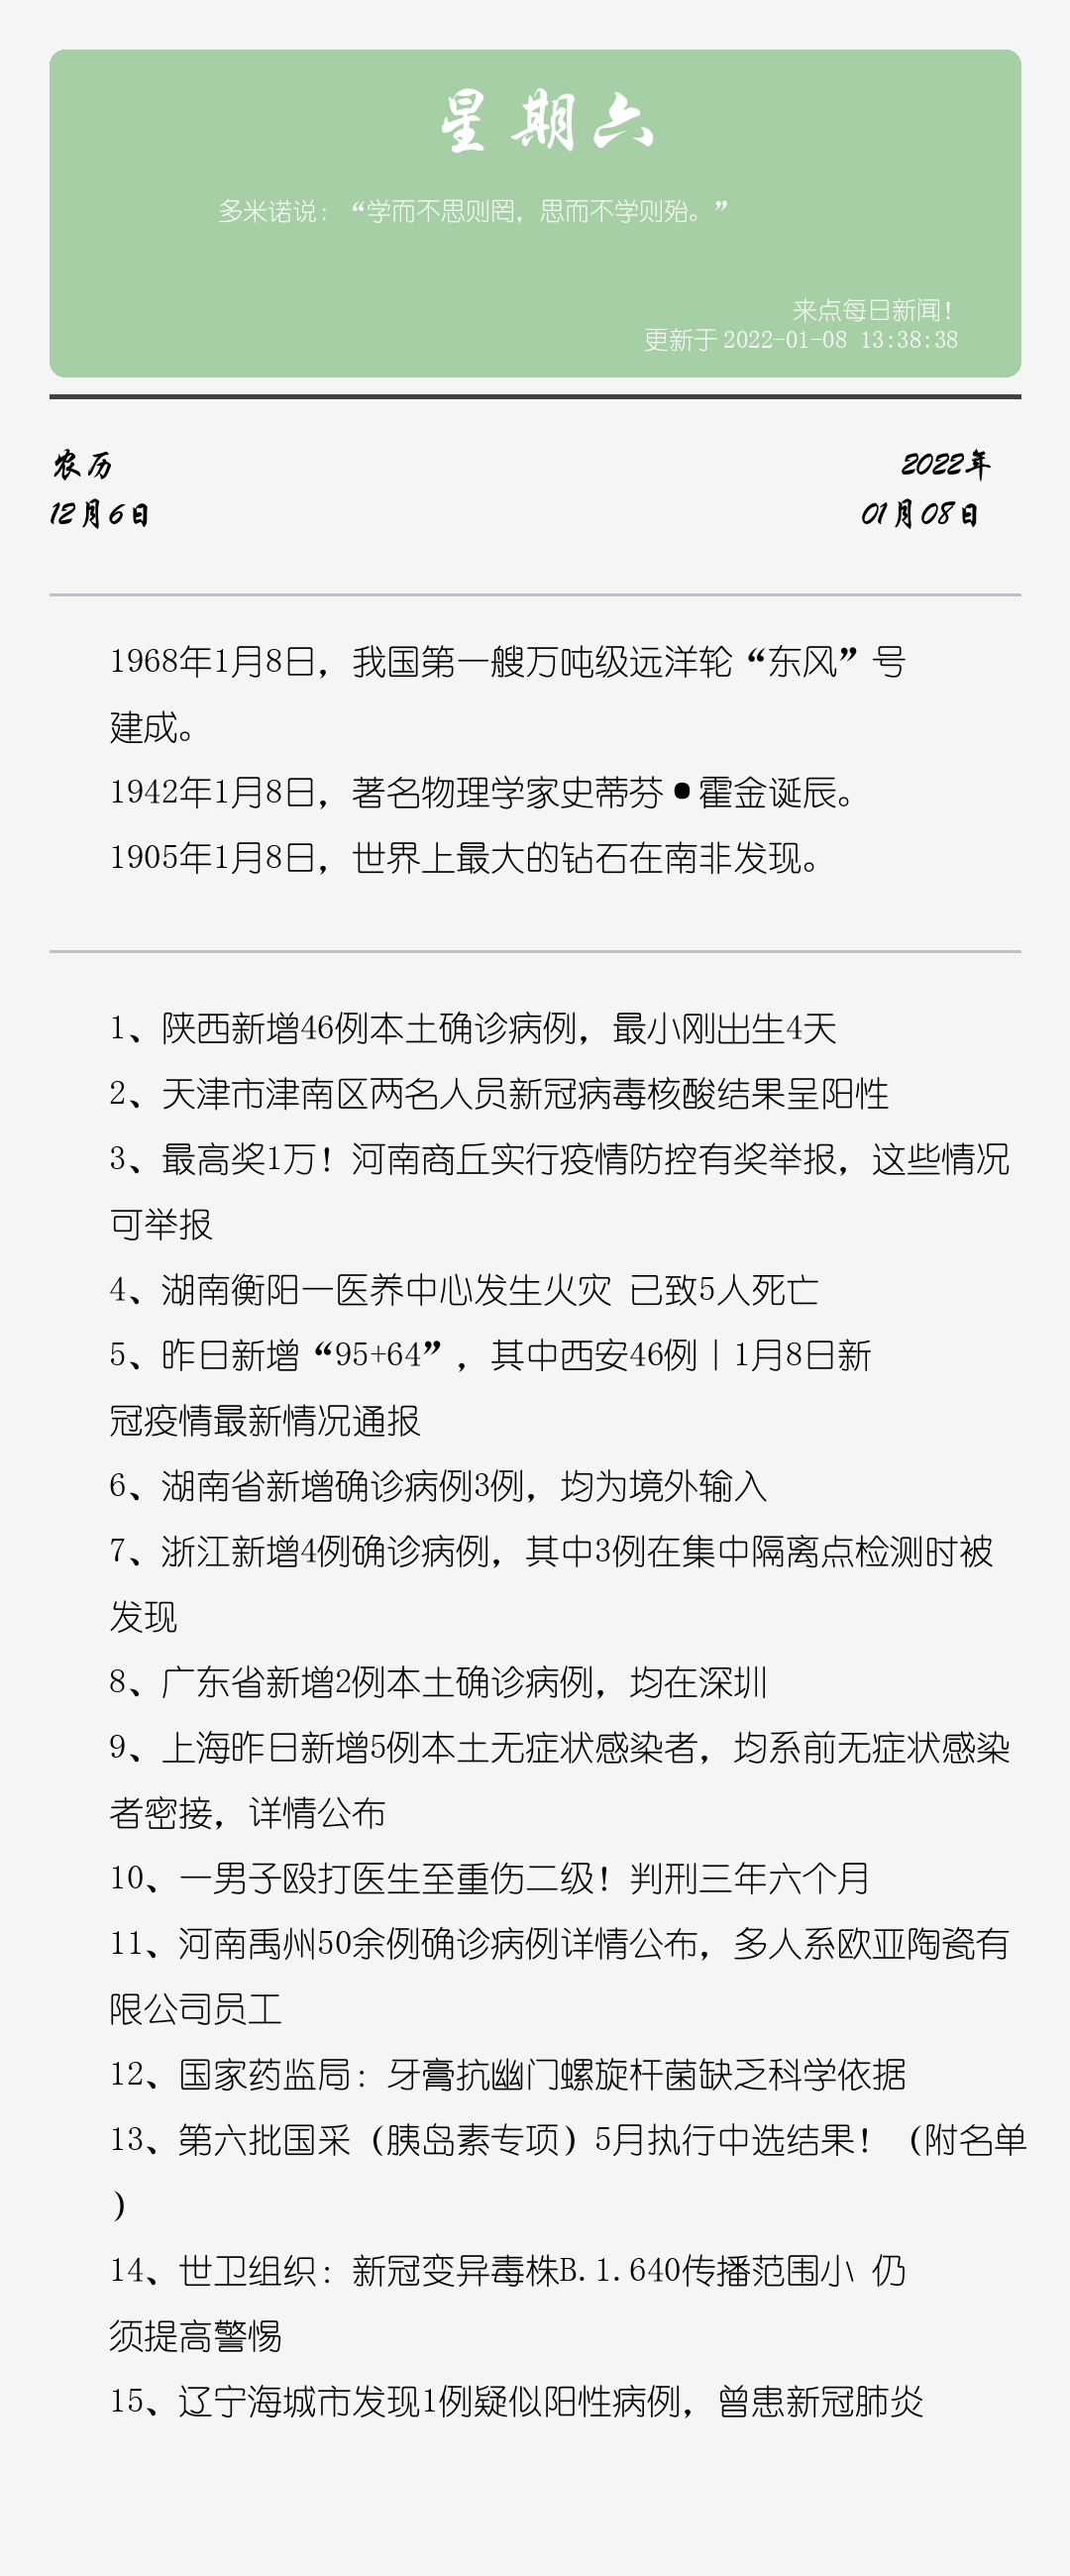 星期六
多米诺说：“学而不思则罔，思而不学则殆。”
来点每日新闻！
更新于 2022-01-08 13:38:38
农历
2022年
12月6日
01月08日
1968年1月8日，我国第一艘万吨级远洋轮“东风”号
建成。
1942年1月8日，著名物理学家史蒂芬•霍金诞辰。
1905年1月8日，世界上最大的钻石在南非发现。
1、陕西新增46例本土确诊病例，最小刚出生4天
2、天津市津南区两名人员新冠病毒核酸结果呈阳性
3、最高奖1万！河南商丘实行疫情防控有奖举报，这些情况
可举报
4、湖南衡阳一医养中心发生火灾 已致5人死亡
5、昨日新增“95+64”，其中西安46例｜1月8日新
冠疫情最新情况通报
6、湖南省新增确诊病例3例，均为境外输入
7、浙江新增4例确诊病例，其中3例在集中隔离点检测时被
发现
8、广东省新增2例本土确诊病例，均在深圳
9、上海昨日新增5例本土无症状感染者，均系前无症状感染
者密接，详情公布
10、一男子殴打医生至重伤二级！判刑三年六个月
11、河南禹州50余例确诊病例详情公布，多人系欧亚陶瓷有
限公司员工
12、国家药监局：牙膏抗幽门螺旋杆菌缺乏科学依据
13、第六批国采（胰岛素专项）5月执行中选结果！（附名单
）
14、世卫组织：新冠变异毒株B.1.640传播范围小 仍
须提高警惕
15、辽宁海城市发现1例疑似阳性病例，曾患新冠肺炎